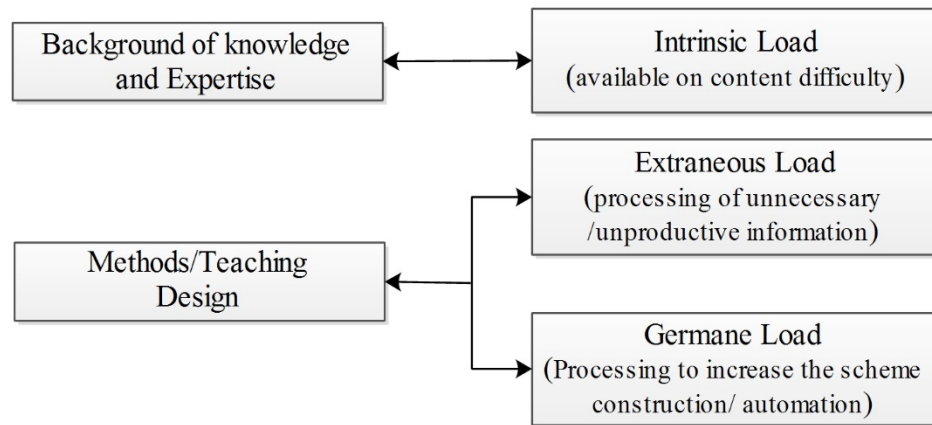 Background of knowledge
and Expertise
Intrinsic Load
(available on content difficulty)
Extraneous Load
(processing of unnecessary
/unproductive information)
Methods/Teaching
Design
Germane Load
(Processing to increase the scheme
construction/ automation)